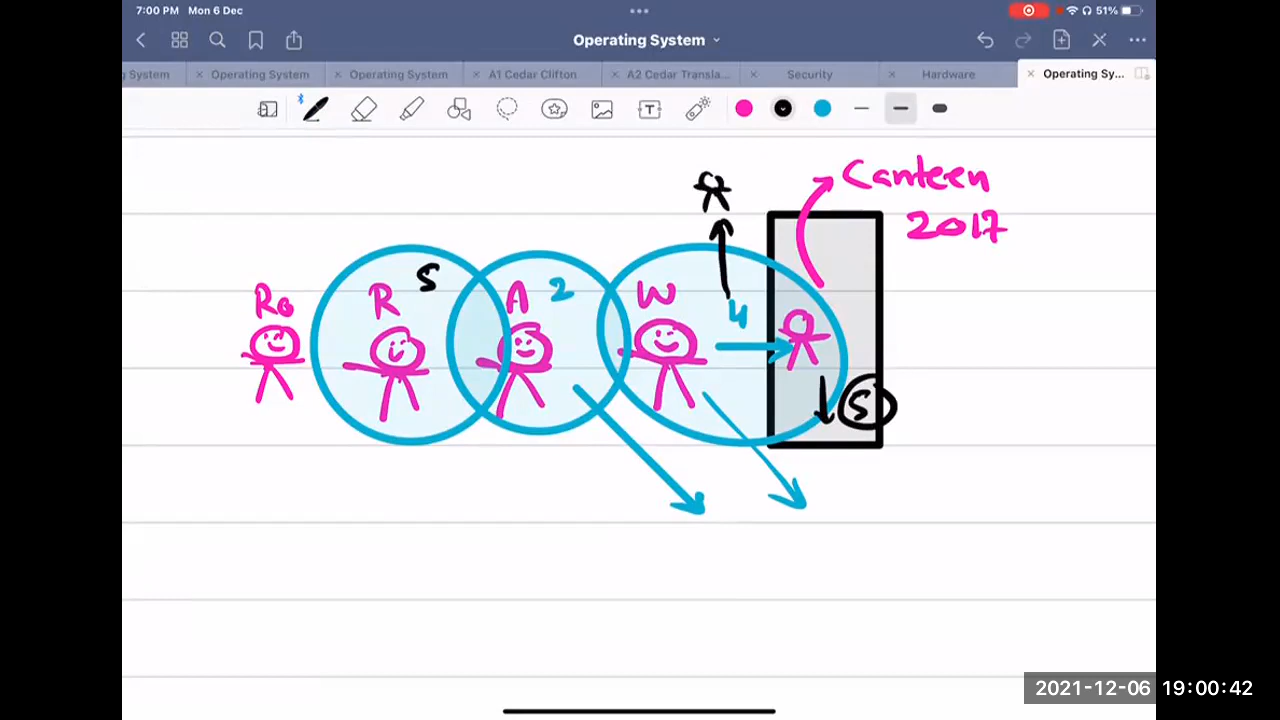 7:00 PM Mon 6 Dec
51%
Operating System
g System
Operating System
Operating System
A1 Cedar Clifton
A2 Cedar Transla...
Security
Hardware
Operating Sy...
T
Canteen
2017
Ro
R
S
A
2
W
4
S
2021-12-06 19:00:42